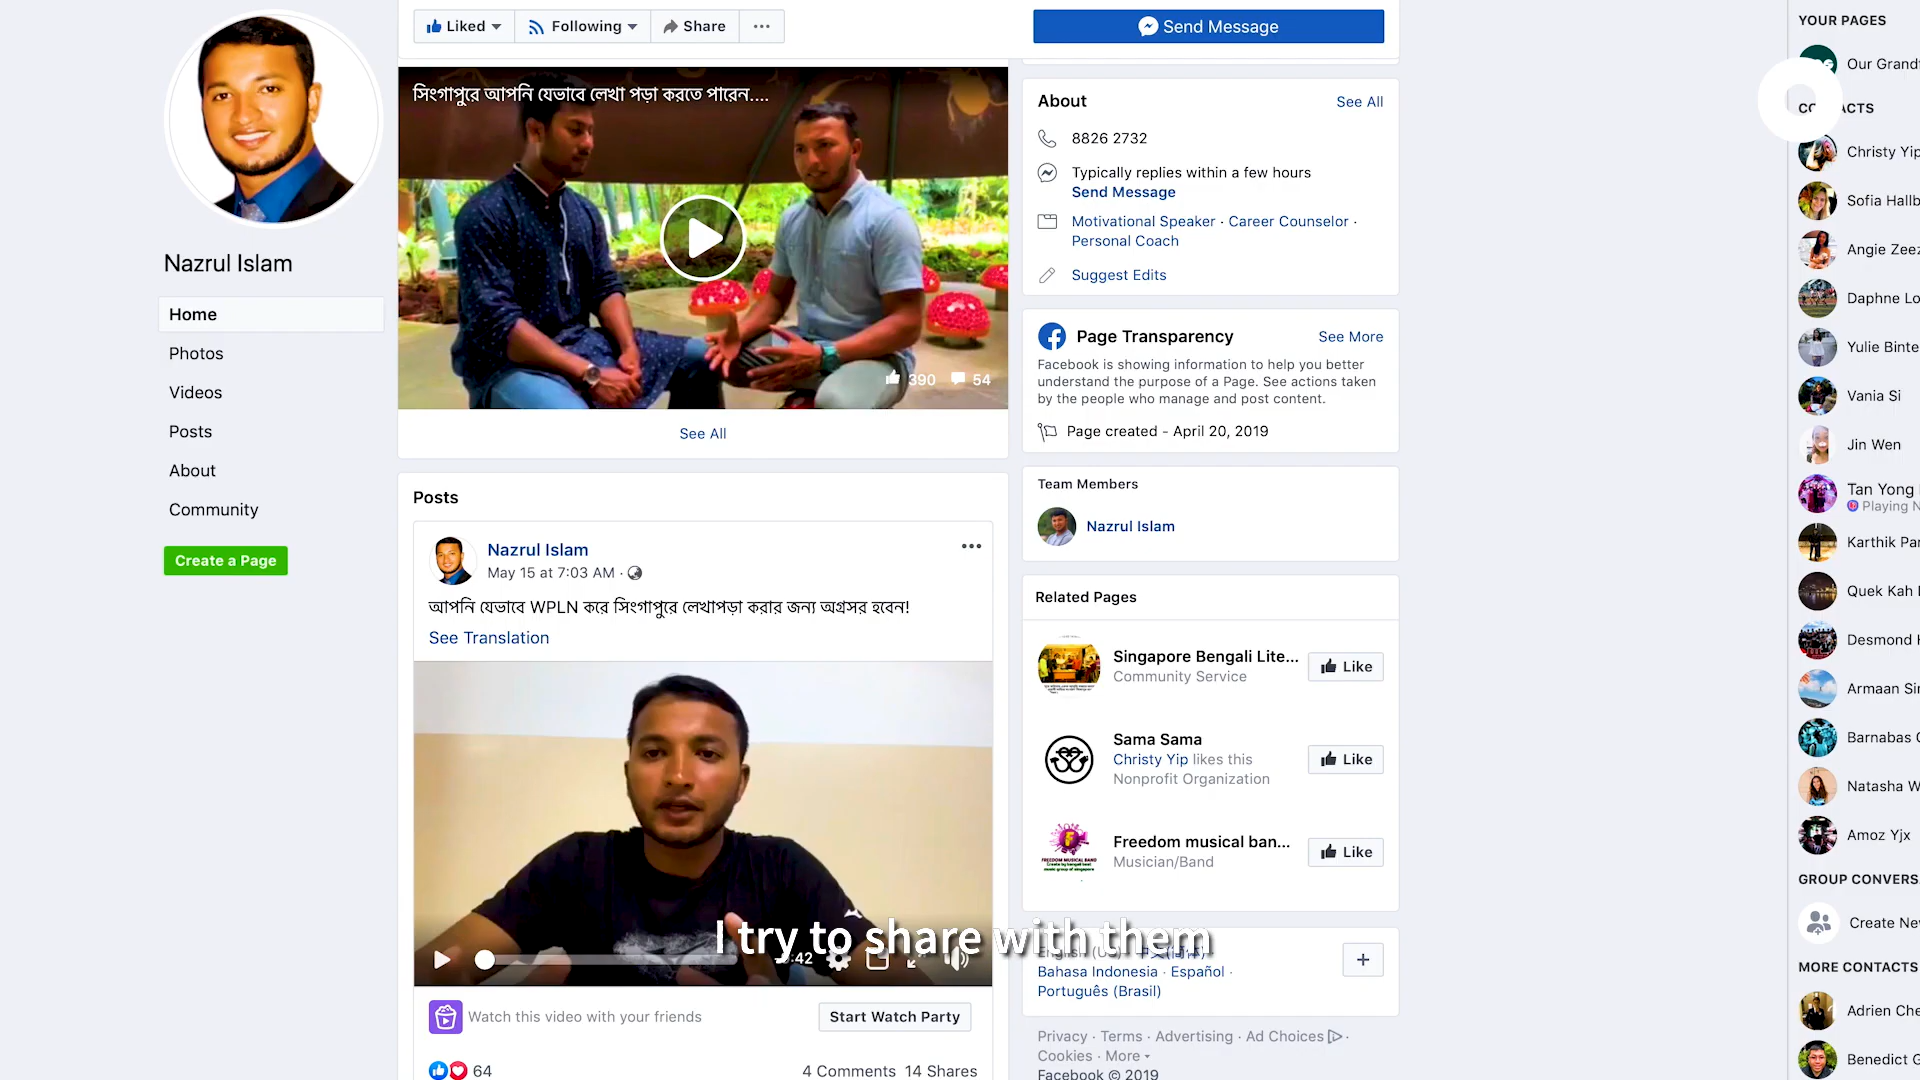 Liked
Following
Share
Send Message
Nazrul Islam
Home
Photos
Videos
Posts
About
Community
Create a Page
সিংগাপুরে আপনি যেভাবে লেখা পড়া করতে পারেন....
390
54
See All
Posts
Nazrul Islam
May 15 at 7:03 AM ·
আপনি যেভাবে WPLN করে সিংগাপুরে লেখাপড়া করার জন্য অগ্রসর হবেন!
See Translation
I try to share with them
Watch this video with your friends
Start Watch Party
64
4 Comments 14 Shares
About
See All
8826 2732
Typically replies within a few hours
Send Message
Motivational Speaker · Career Counselor ·
Personal Coach
Suggest Edits
Page Transparency
See More
Facebook is showing information to help you better
understand the purpose of a Page. See actions taken
by the people who manage and post content.
Page created - April 20, 2019
Team Members
Nazrul Islam
Related Pages
Singapore Bengali Lite...
Community Service
Like
Sama Sama
Christy Yip likes this
Nonprofit Organization
Like
Freedom musical ban...
Musician/Band
Like
FREEDOM MUSICAL BAND
English (US)
Bahasa Indonesia · Español ·
Português (Brasil)
Privacy · Terms · Advertising · Ad Choices ·
Cookies · More
Facebook © 2019
YOUR PAGES
Our Grandf
Christy Yip
Sofia Hallb
Angie Zeez
Daphne Lo
Yulie Binte
Vania Si
Jin Wen
Tan Yong
Playing N
Karthik Par
Quek Kah
Desmond
Armaan Sin
Barnabas
Natasha W
Amoz Yjx
GROUP CONVERS
Create New
MORE CONTACTS
Adrien Che
Benedict G